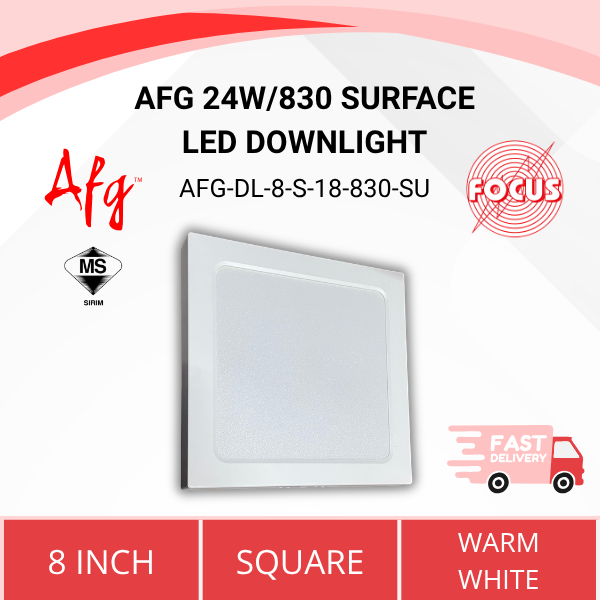 AFG 24W/830 SURFACE
LED DOWNLIGHT
AFG-DL-8-S-18-830-SU
Afg™
FOCUS
MS
SIRIM
FAST
DELIVERY
8 INCH
SQUARE
WARM
WHITE